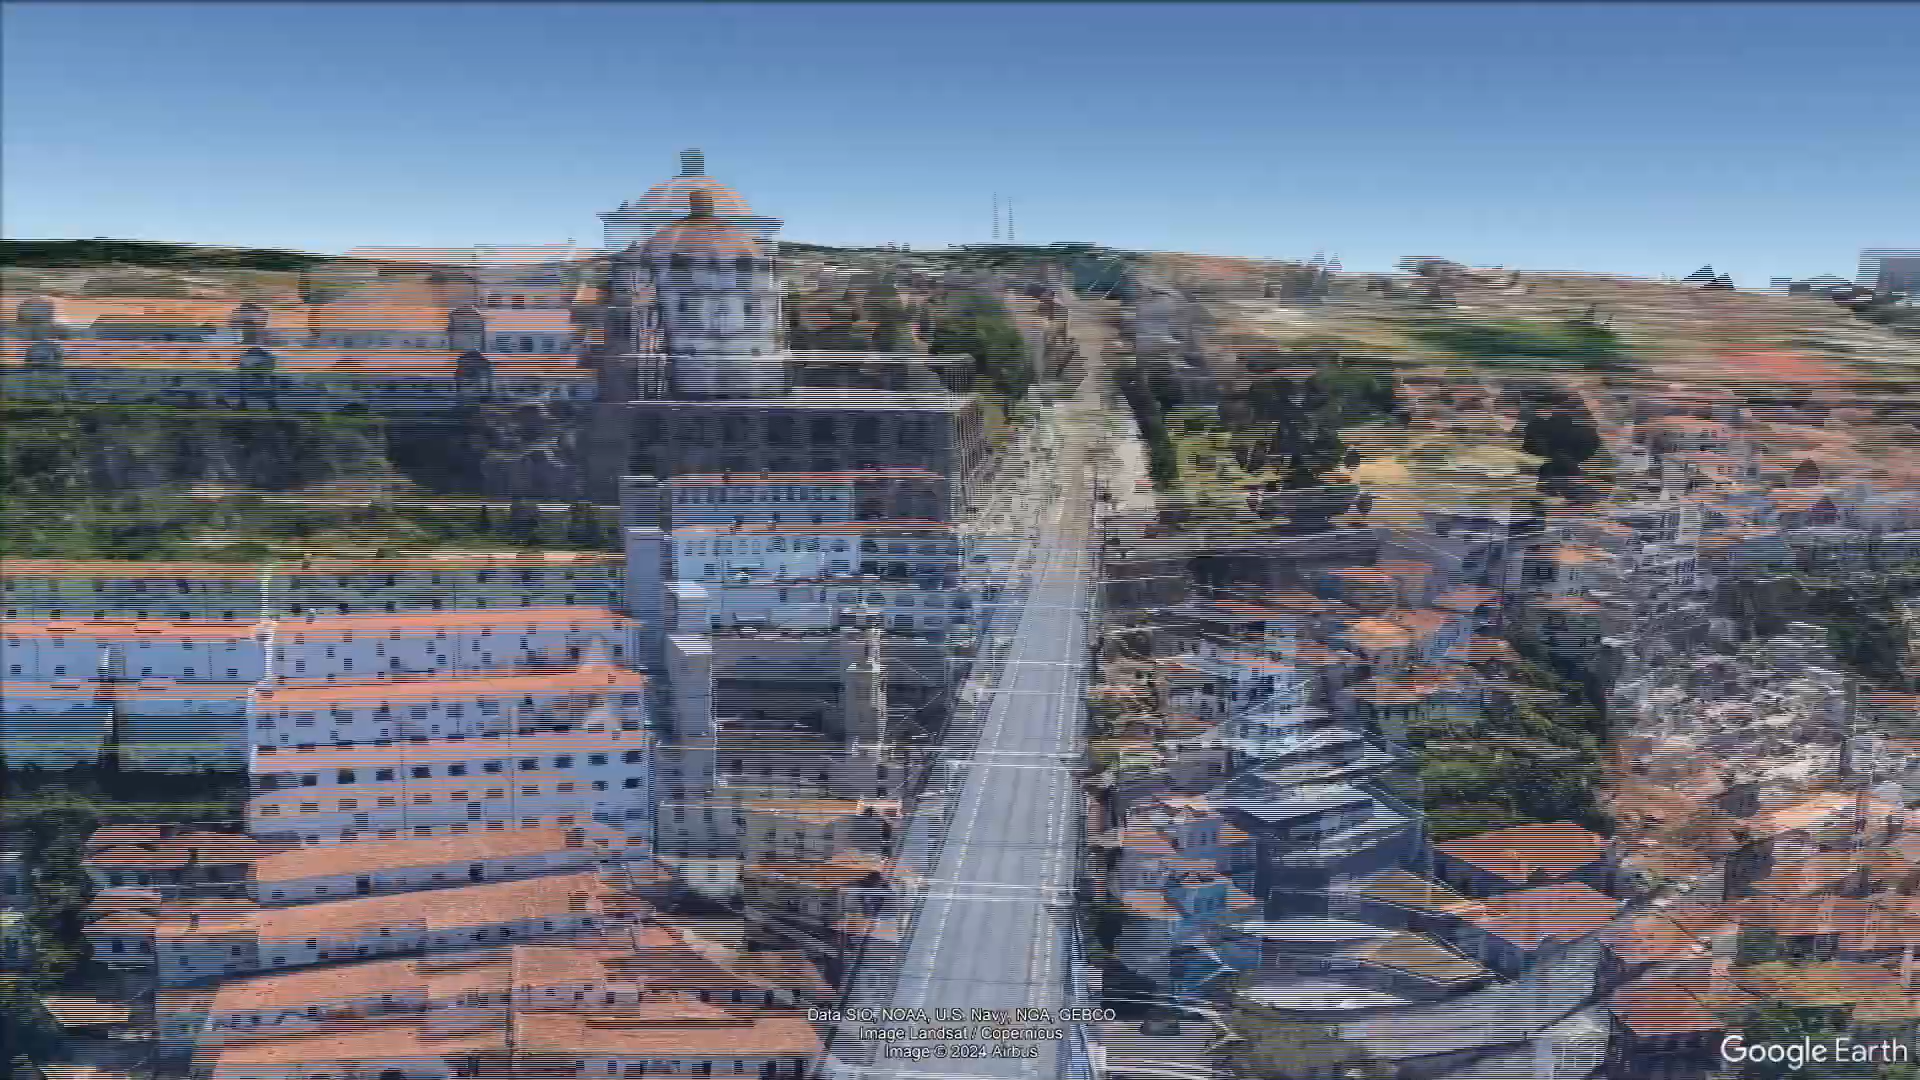 Data SIO, NOAA, U.S. Navy, NGA, GEBCO
Image Landsat / Copernicus
Image © 2024 Airbus
Google Earth